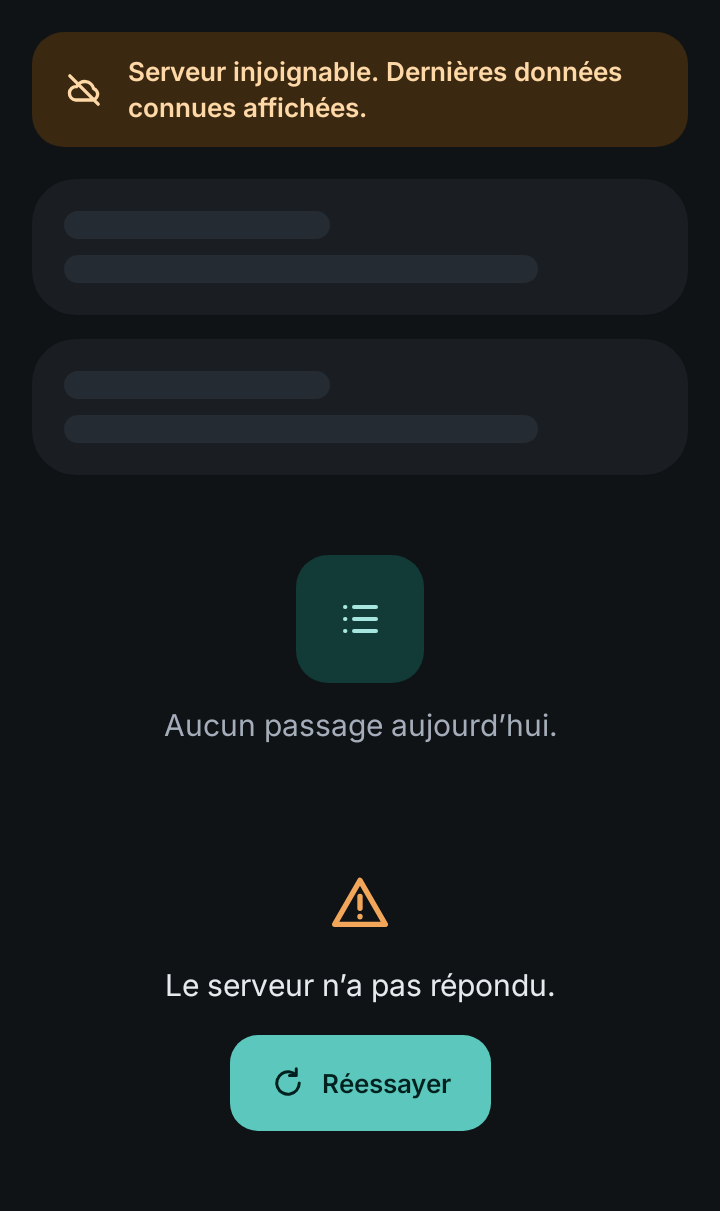 Serveur injoignable. Dernières données
connues affichées.
Aucun passage aujourd’hui.
Le serveur n’a pas répondu.
Réessayer